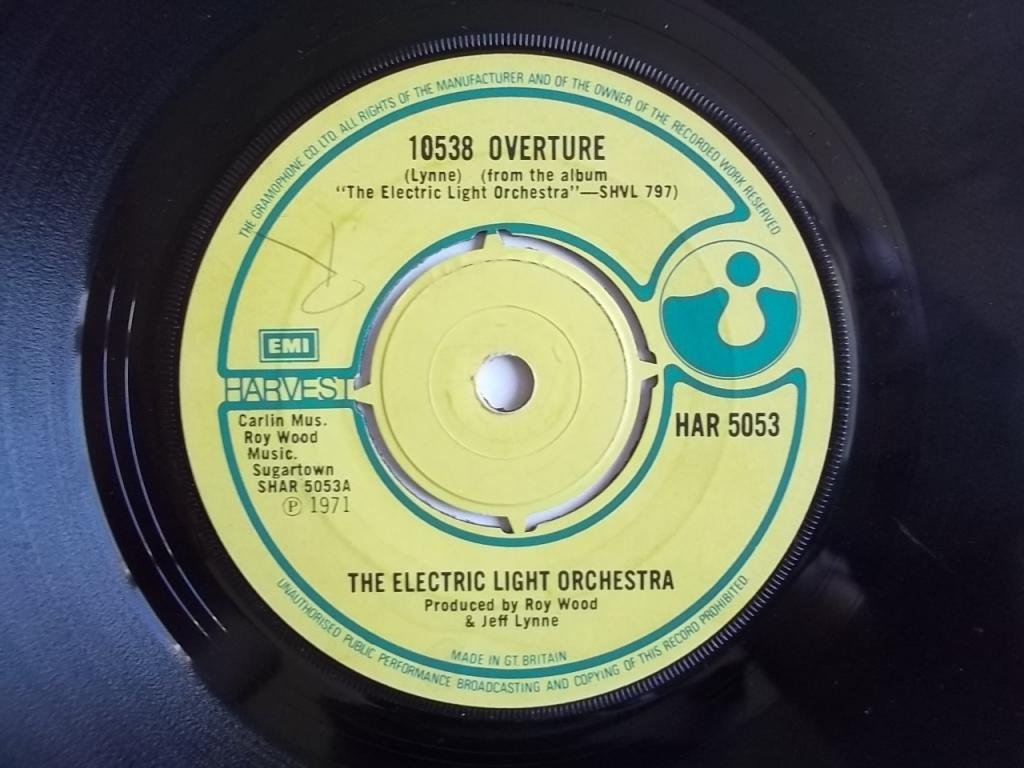 THE GRAMOPHONE CO. LTD. ALL RIGHTS OF THE MANUFACTURER AND OF THE OWNER OF THE RECORDED WORK RESERVED
10538 OVERTURE
(Lynne) (from the album
"The Electric Light Orchestra"—SHVL 797)
EMI
HARVEST
Carlin Mus.
Roy Wood
Music.
Sugartown
SHAR 5053A
℗ 1971
HAR 5053
THE ELECTRIC LIGHT ORCHESTRA
Produced by Roy Wood
& Jeff Lynne
MADE IN GT. BRITAIN
UNAUTHORISED PUBLIC PERFORMANCE BROADCASTING AND COPYING OF THIS RECORD PROHIBITED